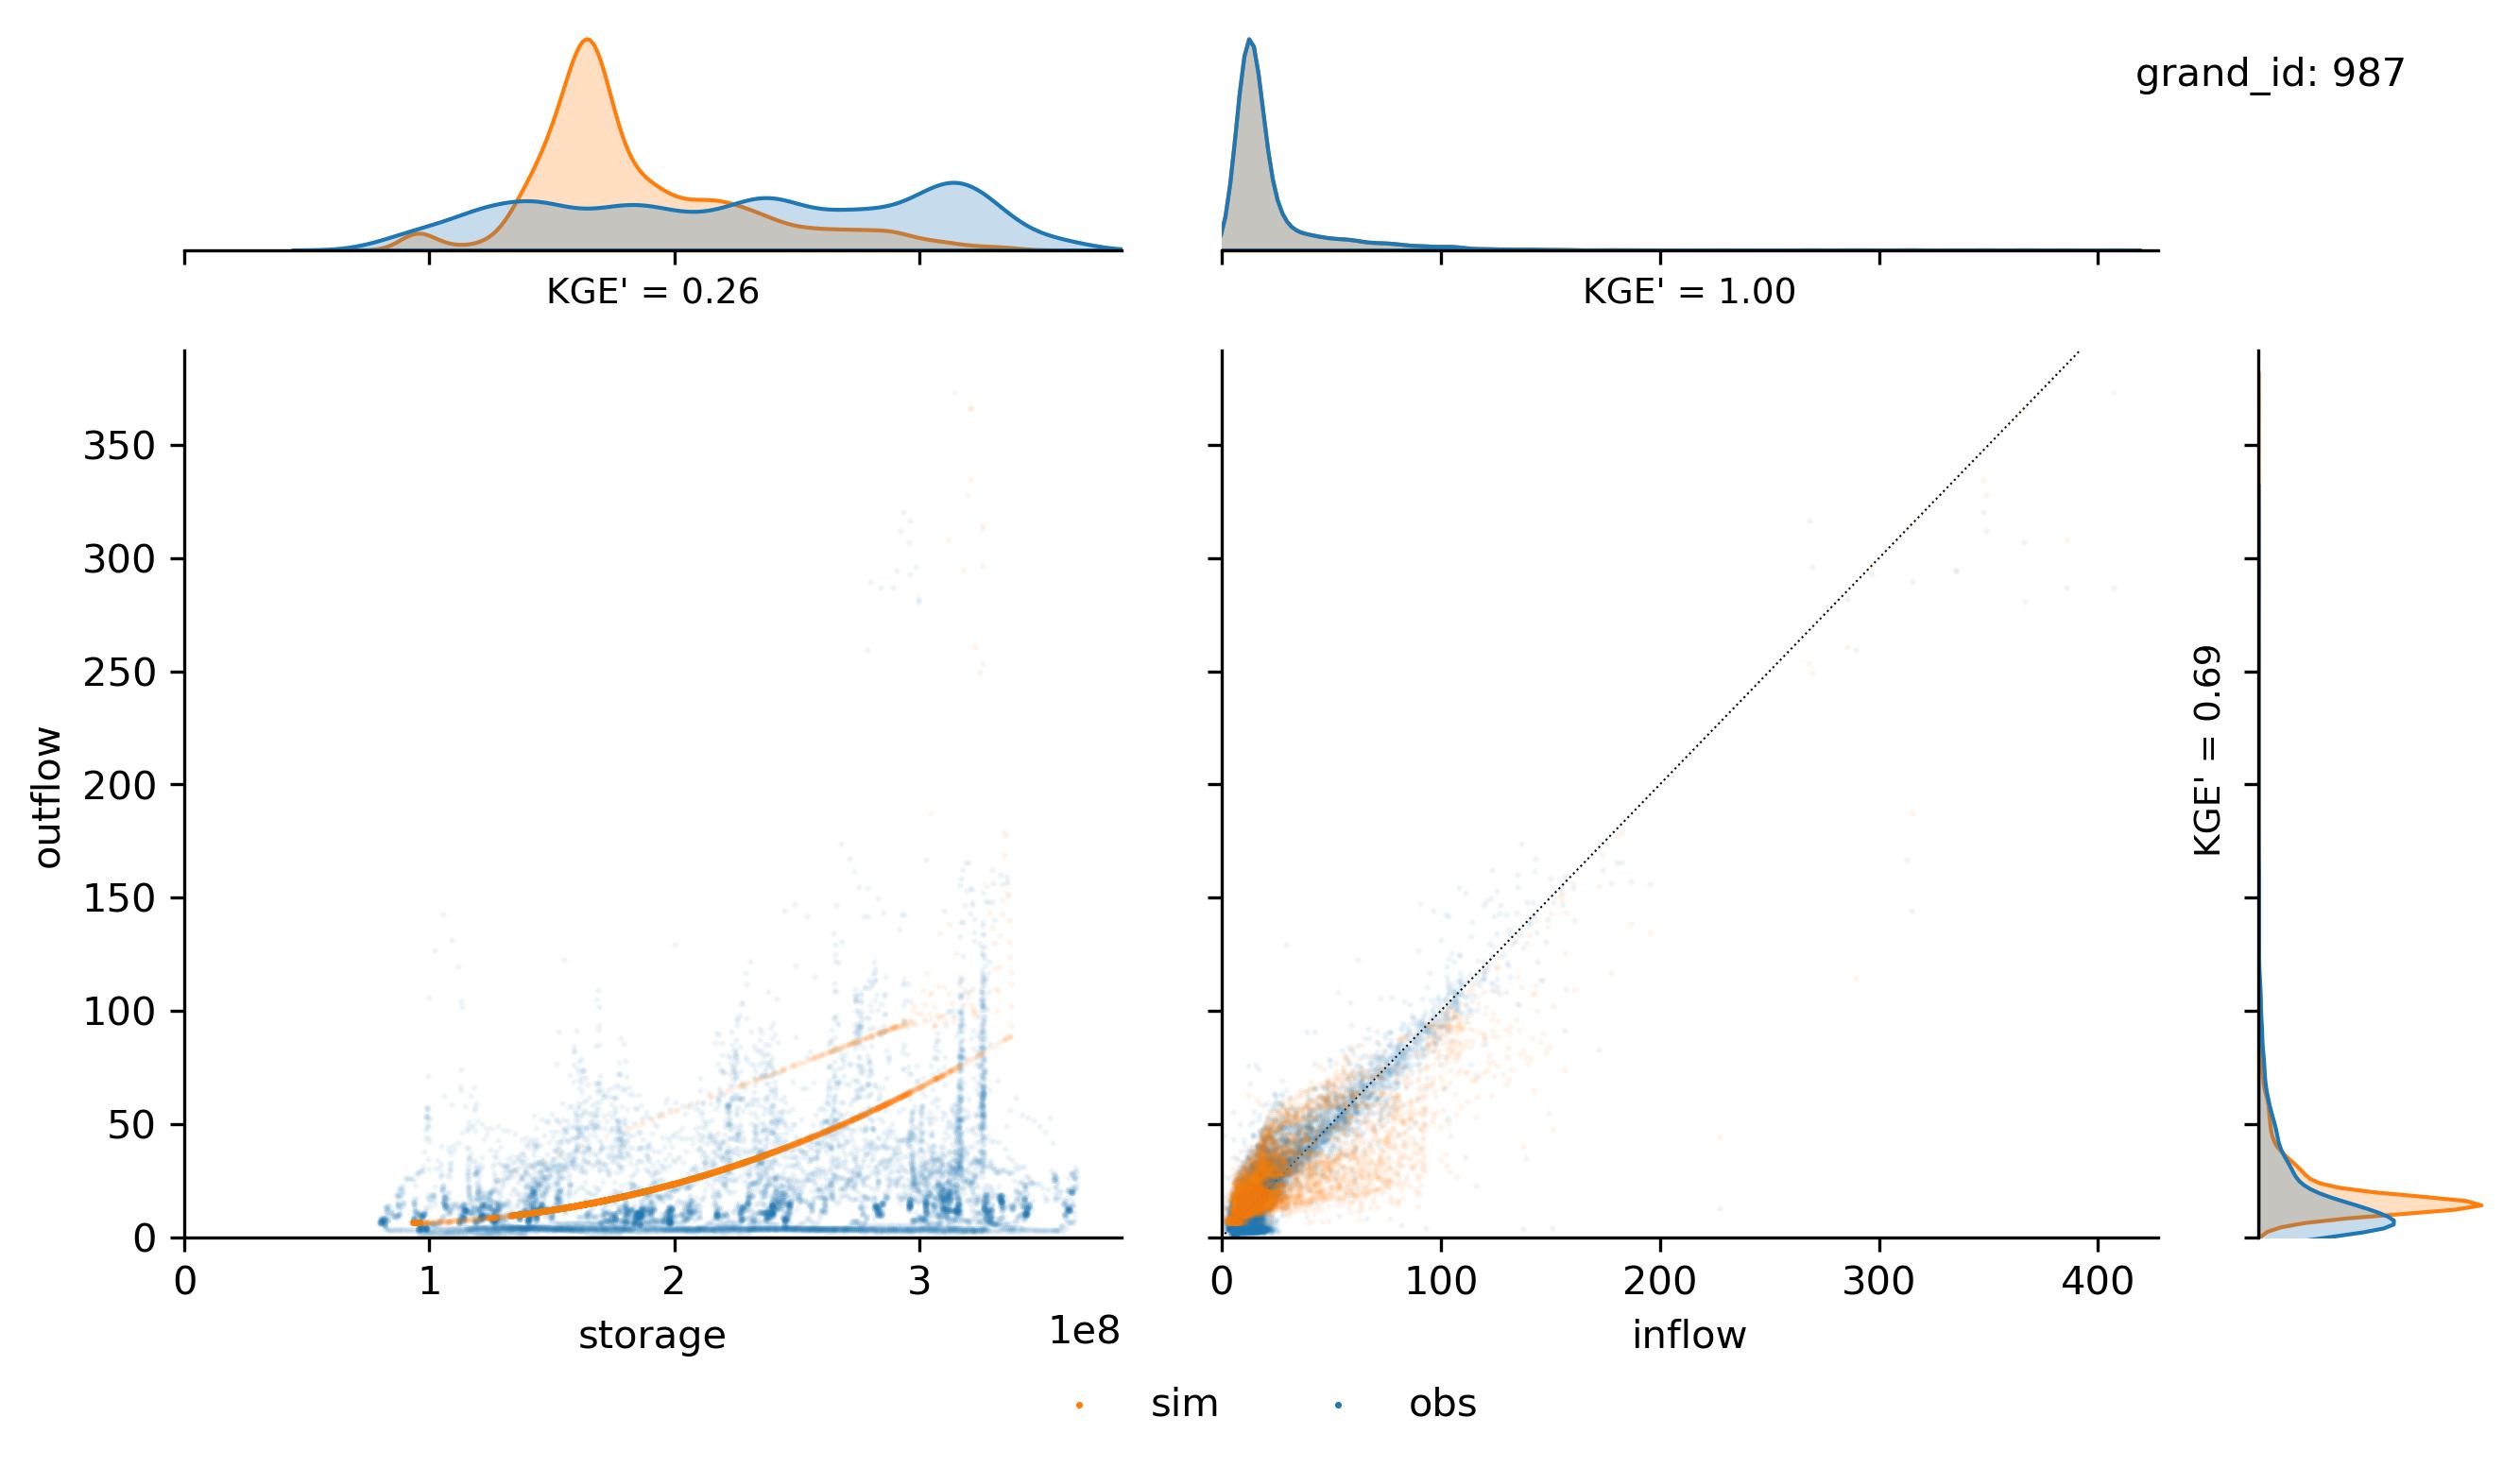 grand_id: 987
KGE' = 0.26
KGE' = 1.00
350
300
250
200
150
100
50
0
outflow
KGE' = 0.69
0 1 2 3
0 100 200 300 400
storage
1e8
inflow
sim obs